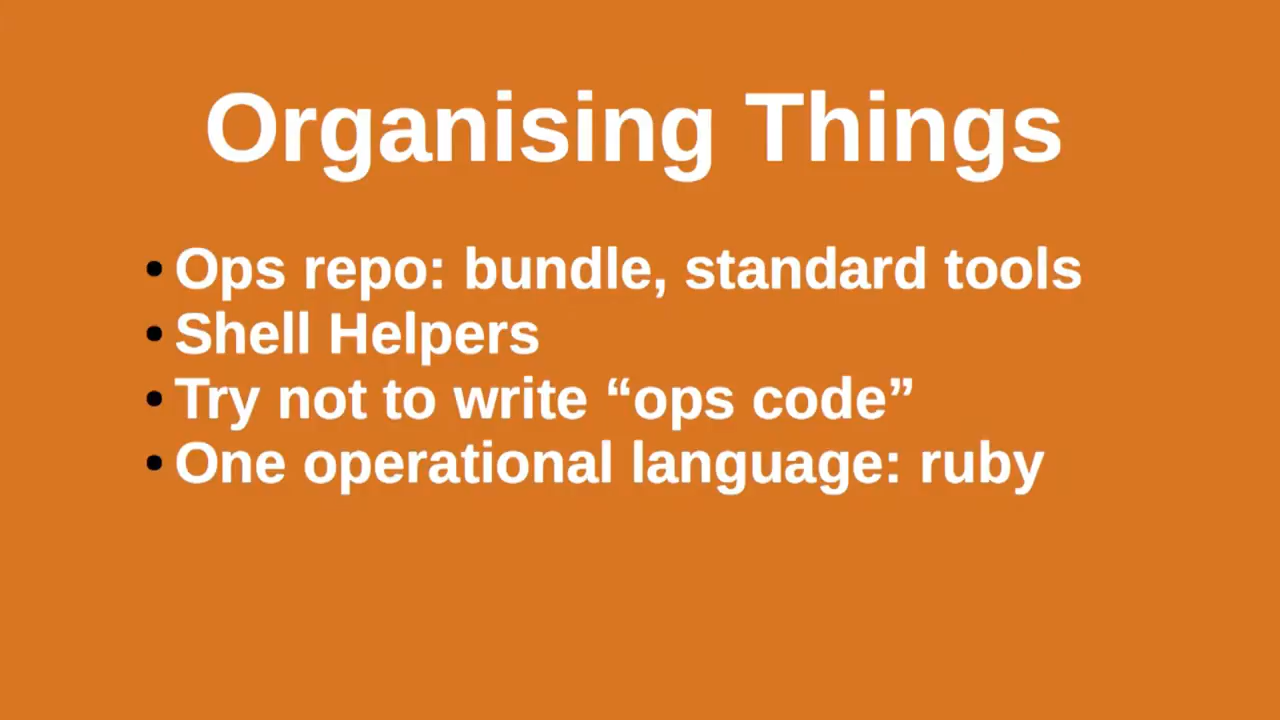 Organising Things
• Ops repo: bundle, standard tools
• Shell Helpers
• Try not to write “ops code”
• One operational language: ruby